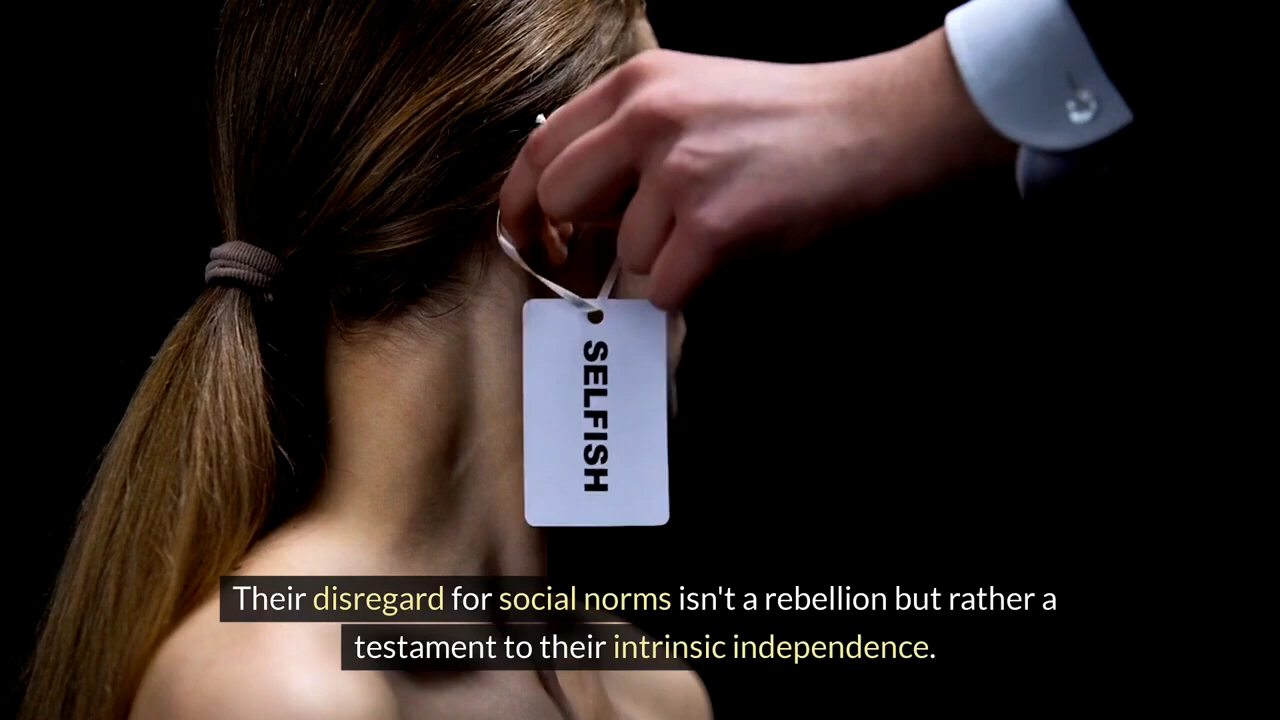 SELFISH
Their disregard for social norms isn't a rebellion but rather a
testament to their intrinsic independence.